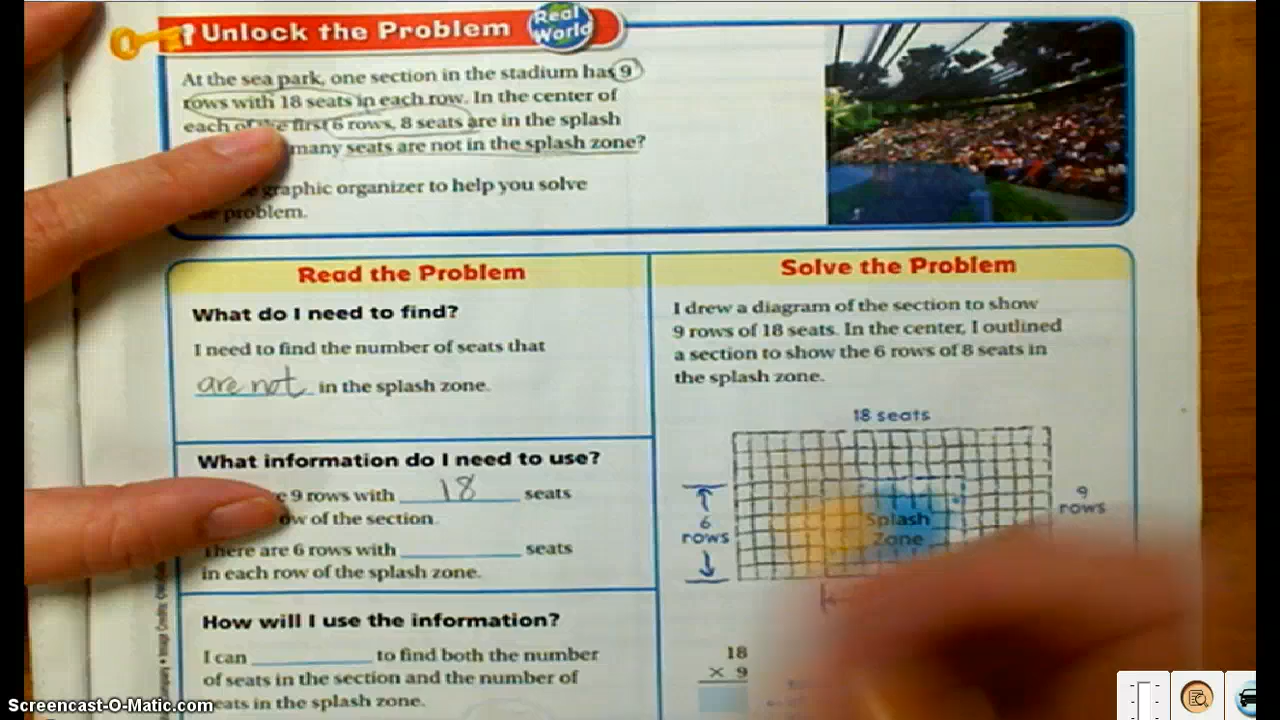 Unlock the Problem
Real World
At the sea park, one section in the stadium has 9
rows with 18 seats in each row. In the center of
each of the first 6 rows, 8 seats are in the splash
many seats are not in the splash zone?
graphic organizer to help you solve
problem.
Read the Problem
What do I need to find?
I need to find the number of seats that
are not in the splash zone.
What information do I need to use?
9 rows with 18 seats
of the section.
There are 6 rows with ____ seats
in each row of the splash zone.
How will I use the information?
I can ____ to find both the number
of seats in the section and the number of
seats in the splash zone.
Solve the Problem
I drew a diagram of the section to show
9 rows of 18 seats. In the center, I outlined
a section to show the 6 rows of 8 seats in
the splash zone.
18 seats
6
rows
Splash
Zone
9
rows
18
× 9
Screencast-O-Matic.com